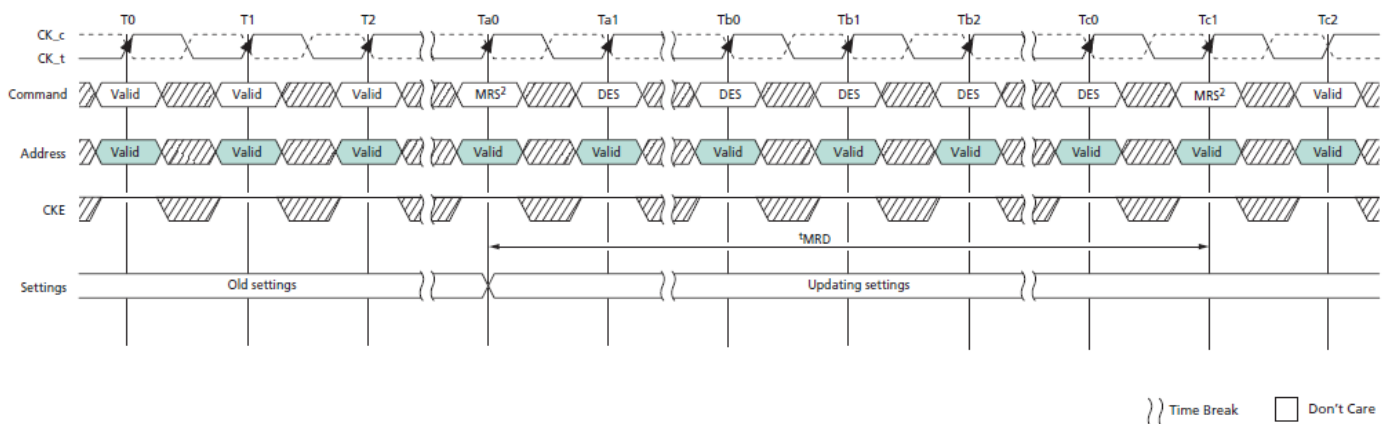 T0 T1 T2 Ta0 Ta1 Tb0 Tb1 Tb2 Tc0 Tc1 Tc2
CK_c
CK_t
Command Valid Valid Valid MRS² DES DES DES DES DES MRS² Valid
Address Valid Valid Valid Valid Valid Valid Valid Valid Valid Valid Valid
CKE
ᵗMRD
Settings Old settings Updating settings
Time Break Don't Care